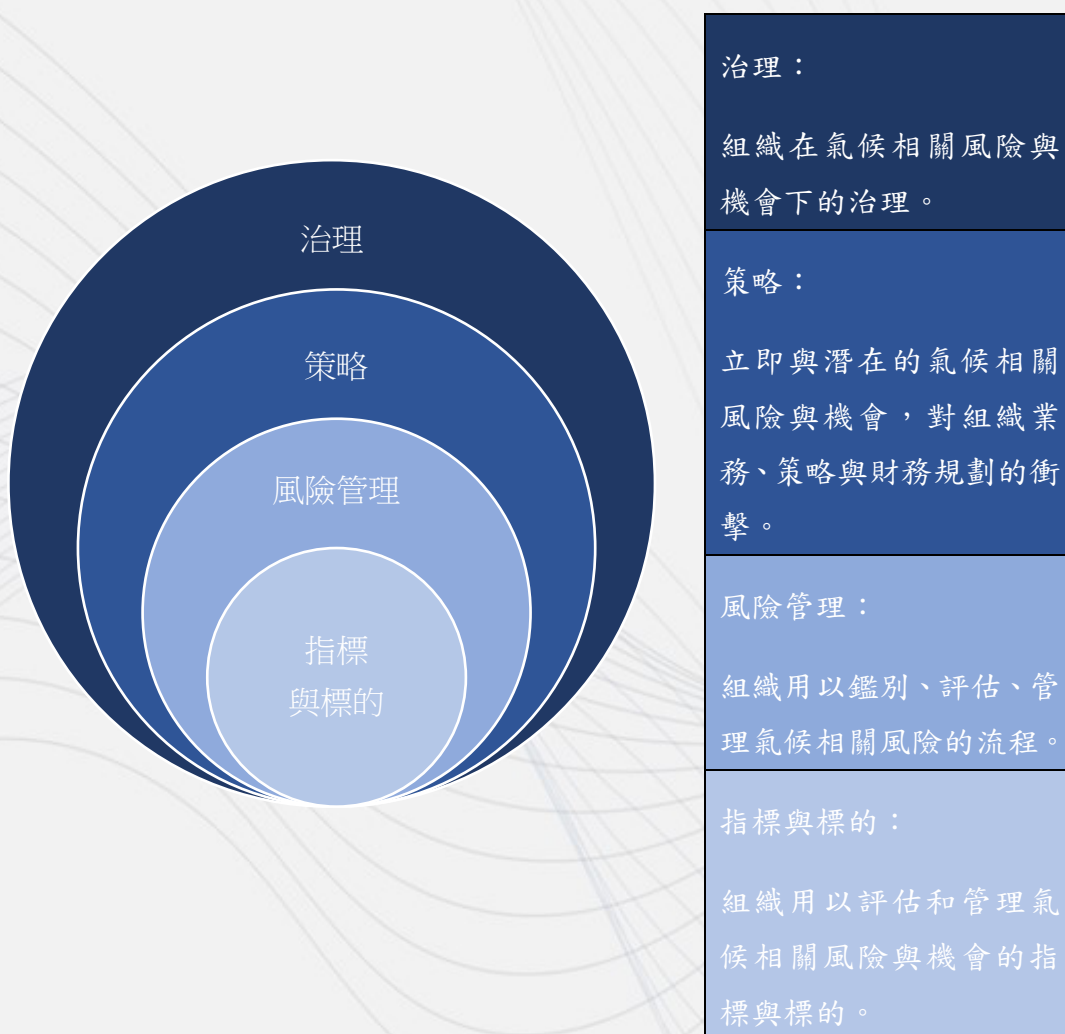 治理
策略
風險管理
指標
與標的
治理：
組織在氣候相關風險與
機會下的治理。
策略：
立即與潛在的氣候相關
風險與機會，對組織業
務、策略與財務規劃的衝
擊。
風險管理：
組織用以鑑別、評估、管
理氣候相關風險的流程。
指標與標的：
組織用以評估和管理氣
候相關風險與機會的指
標與標的。